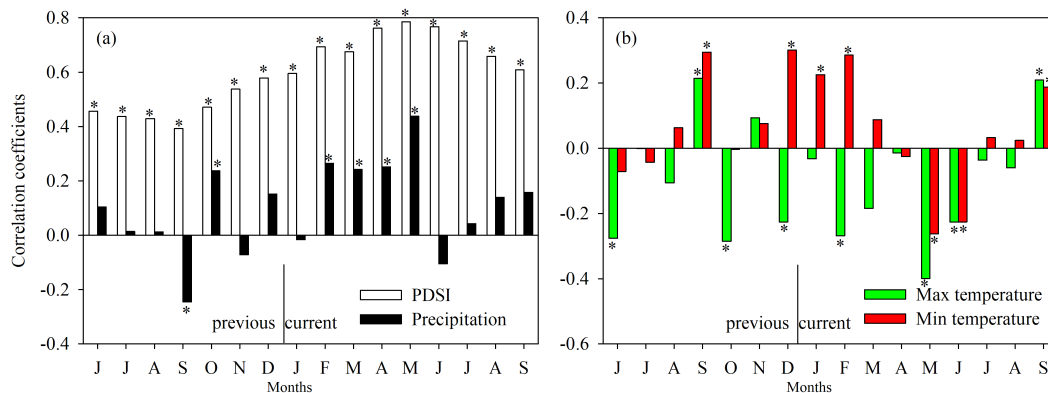 0.8
(a)
0.6
0.4
0.2
0.0
-0.2
-0.4
Correlation coefficients
* * * * * * * * * * * * * * * *
* * * * * *
PDSI
Precipitation
previous current
J J A S O N D J F M A M J J A S
Months
0.4
(b)
0.2
0.0
-0.2
-0.4
-0.6
* * * * * * *
* * * * * * * *
Max temperature
Min temperature
previous current
J J A S O N D J F M A M J J A S
Months